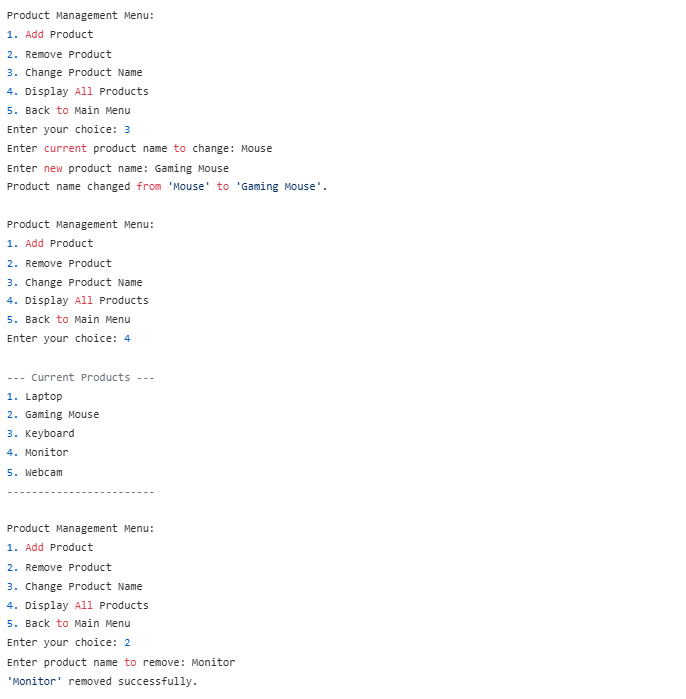 Product Management Menu:
1. Add Product
2. Remove Product
3. Change Product Name
4. Display All Products
5. Back to Main Menu
Enter your choice: 3
Enter current product name to change: Mouse
Enter new product name: Gaming Mouse
Product name changed from 'Mouse' to 'Gaming Mouse'.

Product Management Menu:
1. Add Product
2. Remove Product
3. Change Product Name
4. Display All Products
5. Back to Main Menu
Enter your choice: 4

--- Current Products ---
1. Laptop
2. Gaming Mouse
3. Keyboard
4. Monitor
5. Webcam
------------------------

Product Management Menu:
1. Add Product
2. Remove Product
3. Change Product Name
4. Display All Products
5. Back to Main Menu
Enter your choice: 2
Enter product name to remove: Monitor
'Monitor' removed successfully.